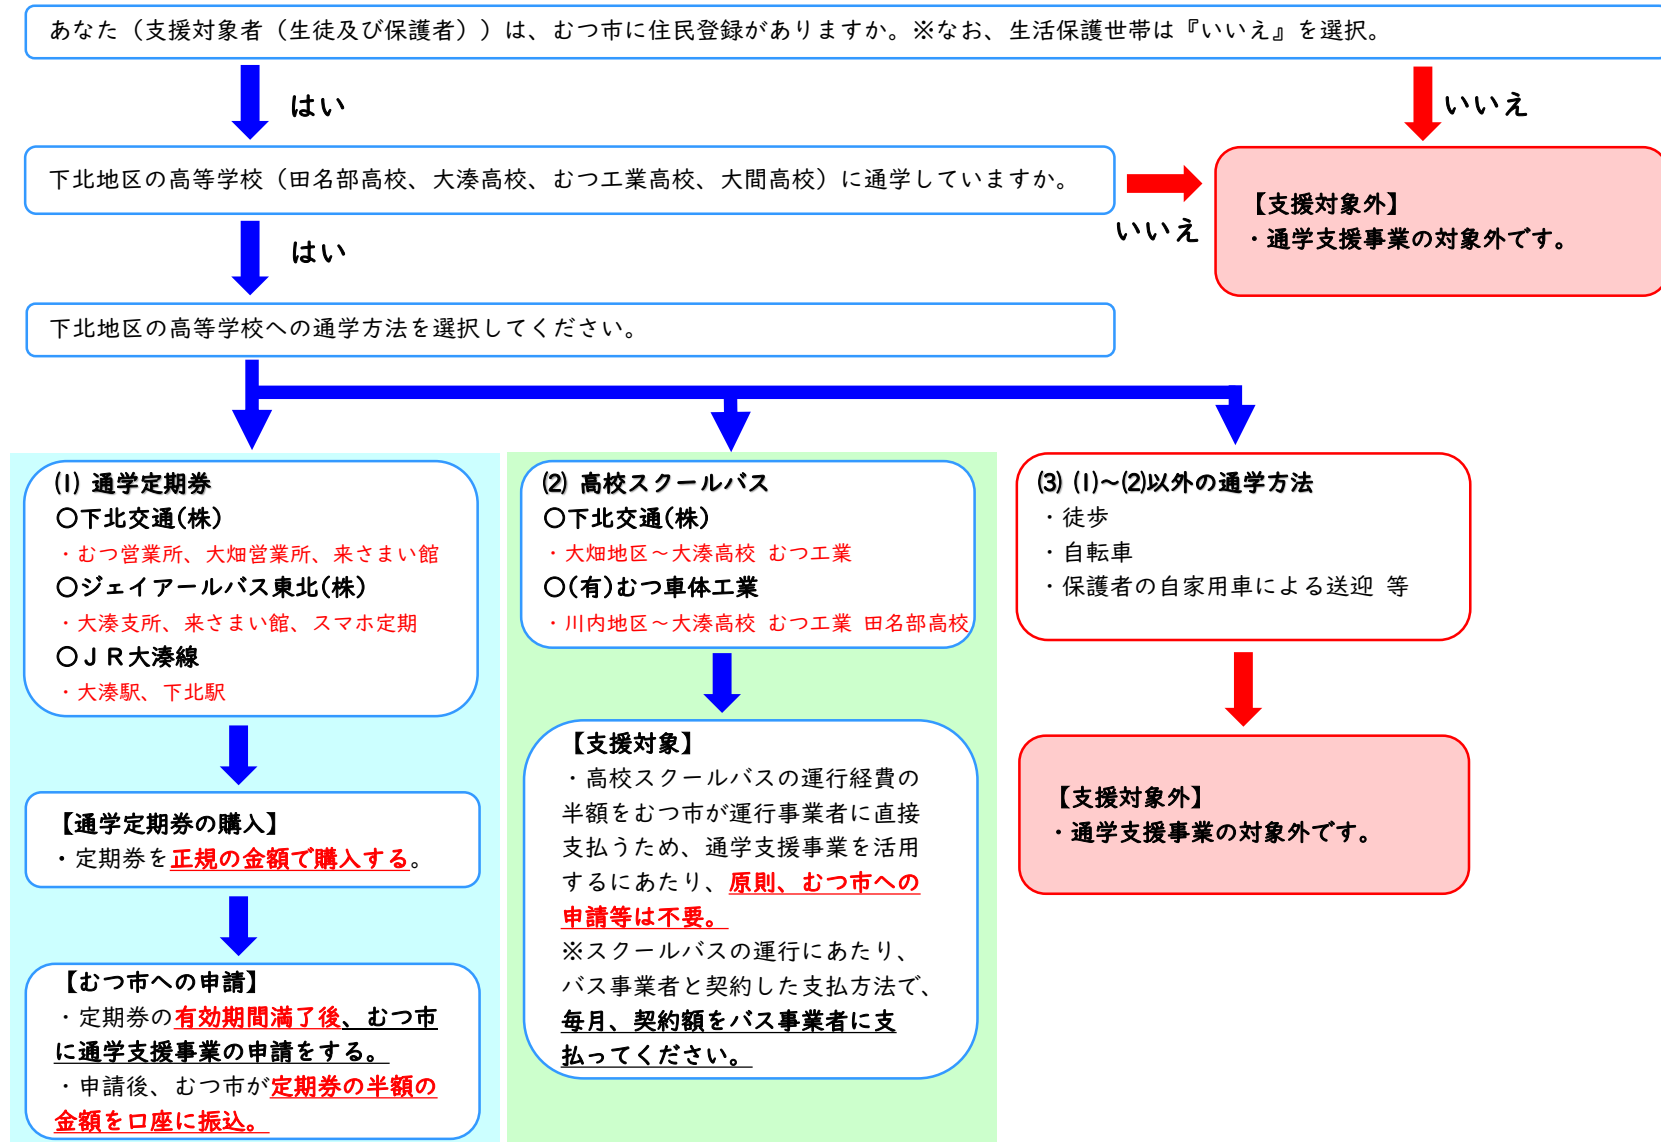 あなた（支援対象者（生徒及び保護者））は、むつ市に住民登録がありますか。※なお、生活保護世帯は『いいえ』を選択。
はい
いいえ
下北地区の高等学校（田名部高校、大湊高校、むつ工業高校、大間高校）に通学していますか。
いいえ
【支援対象外】
・通学支援事業の対象外です。
はい
下北地区の高等学校への通学方法を選択してください。
(1) 通学定期券
〇下北交通(株)
・むつ営業所、大畑営業所、来さまい館
〇ジェイアールバス東北(株)
・大湊支所、来さまい館、スマホ定期
〇ＪＲ大湊線
・大湊駅、下北駅
【通学定期券の購入】
・定期券を正規の金額で購入する。
【むつ市への申請】
・定期券の有効期間満了後、むつ市
に通学支援事業の申請をする。
・申請後、むつ市が定期券の半額の
金額を口座に振込。
(2) 高校スクールバス
〇下北交通(株)
・大畑地区～大湊高校 むつ工業
〇(有)むつ車体工業
・川内地区～大湊高校 むつ工業 田名部高校
【支援対象】
・高校スクールバスの運行経費の
半額をむつ市が運行事業者に直接
支払うため、通学支援事業を活用
するにあたり、原則、むつ市への
申請等は不要。
※スクールバスの運行にあたり、
バス事業者と契約した支払方法で、
毎月、契約額をバス事業者に支
払ってください。
(3) (1)～(2)以外の通学方法
・徒歩
・自転車
・保護者の自家用車による送迎 等
【支援対象外】
・通学支援事業の対象外です。